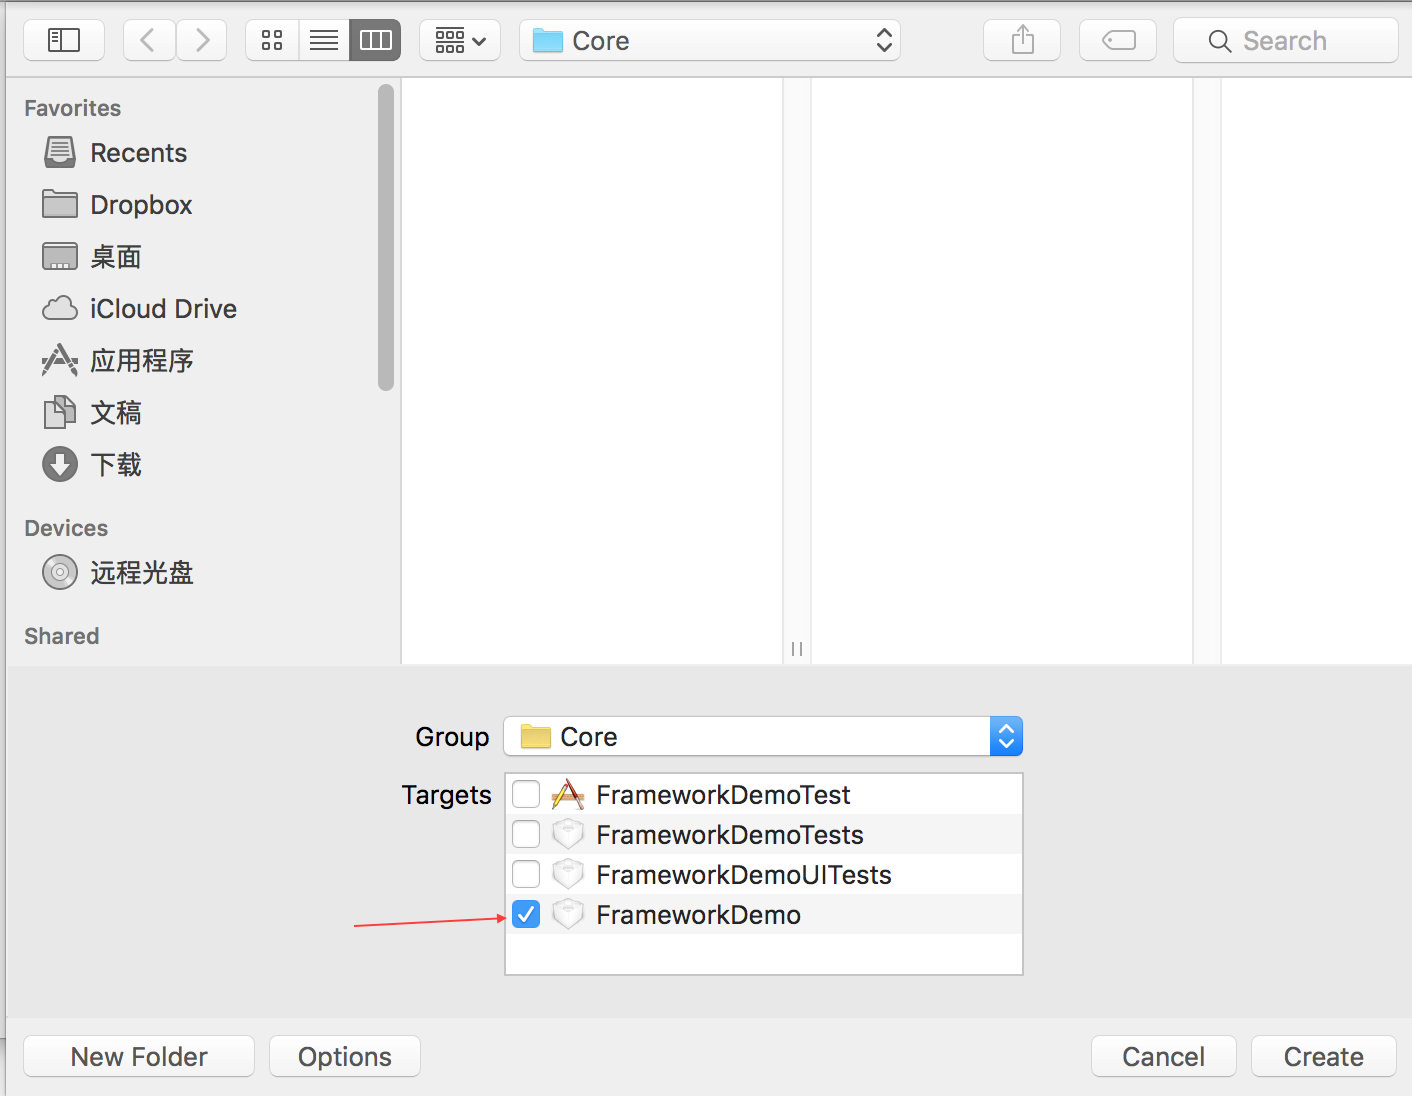 Core
Search
Favorites
Recents
Dropbox
桌面
iCloud Drive
应用程序
文稿
下载
Devices
远程光盘
Shared
Group Core
Targets FrameworkDemoTest
FrameworkDemoTests
FrameworkDemoUITests
FrameworkDemo
New Folder Options Cancel Create